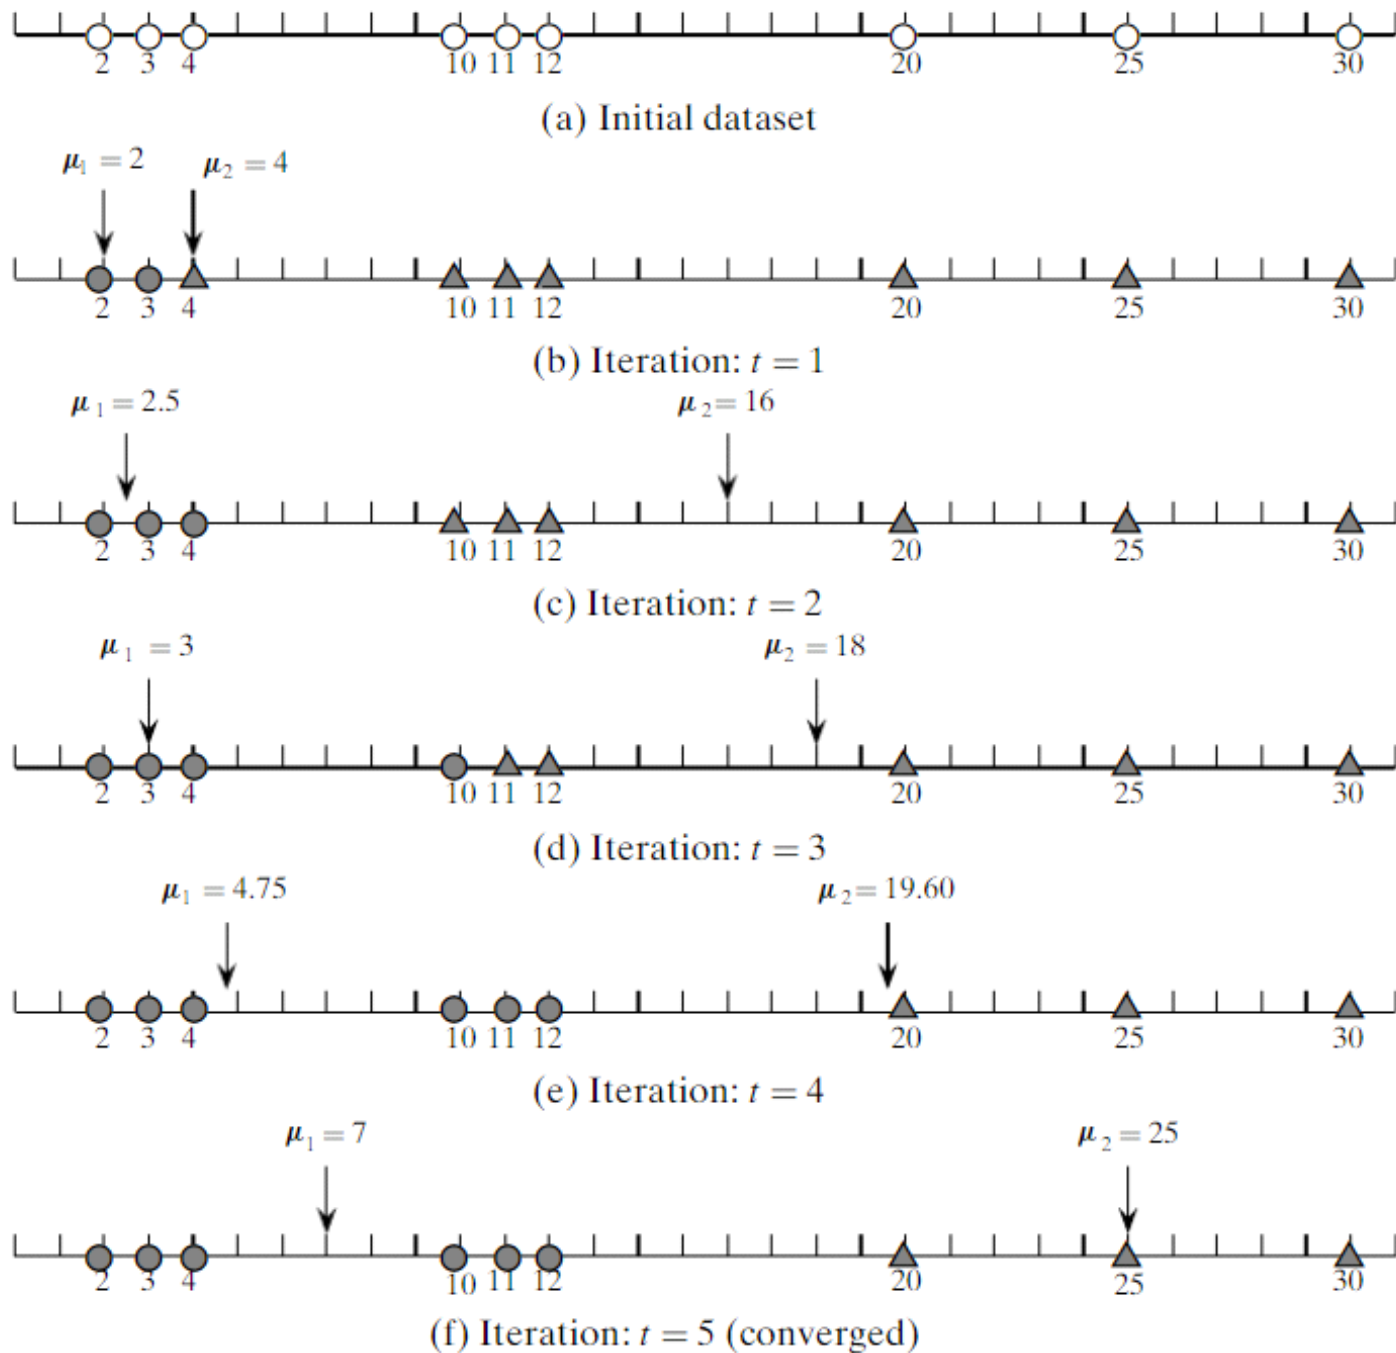 2 3 4 10 11 12 20 25 30
(a) Initial dataset
μ₁ = 2 μ₂ = 4
2 3 4 10 11 12 20 25 30
(b) Iteration: t = 1
μ₁ = 2.5 μ₂ = 16
2 3 4 10 11 12 20 25 30
(c) Iteration: t = 2
μ₁ = 3 μ₂ = 18
2 3 4 10 11 12 20 25 30
(d) Iteration: t = 3
μ₁ = 4.75 μ₂ = 19.60
2 3 4 10 11 12 20 25 30
(e) Iteration: t = 4
μ₁ = 7 μ₂ = 25
2 3 4 10 11 12 20 25 30
(f) Iteration: t = 5 (converged)